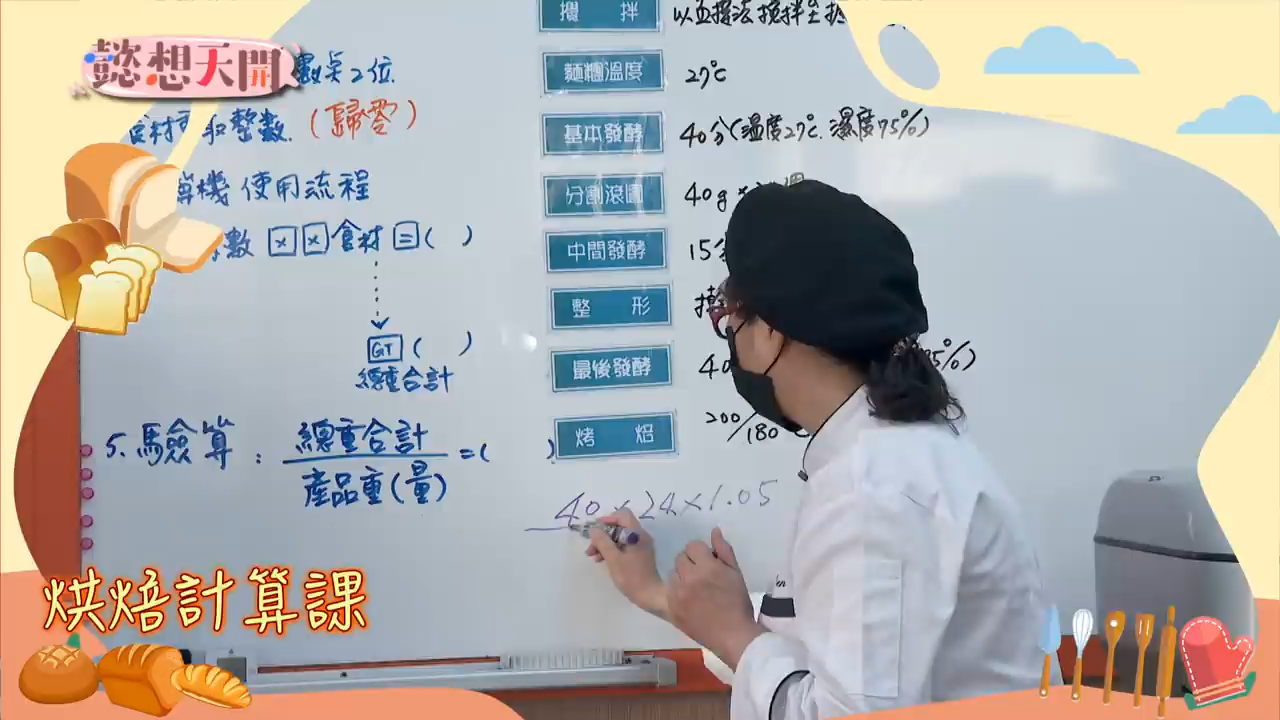 懿想天開
數點2位
食材 取整數.(歸零)
算機使用流程
數 ☒ ☒ 食材 ⊟ ( )
GT ( )
總重合計
5.驗算: 總重合計 =( )
產品重(量)
攪 拌 以直接法攪拌至
麵糰溫度 27℃
基本發酵 40分(溫度27℃.濕度75%)
分割滾圓 40g
中間發酵 15分
整 形
最後發酵 40 %)
烤 焙 200/180
40×24×1.05
烘焙計算課